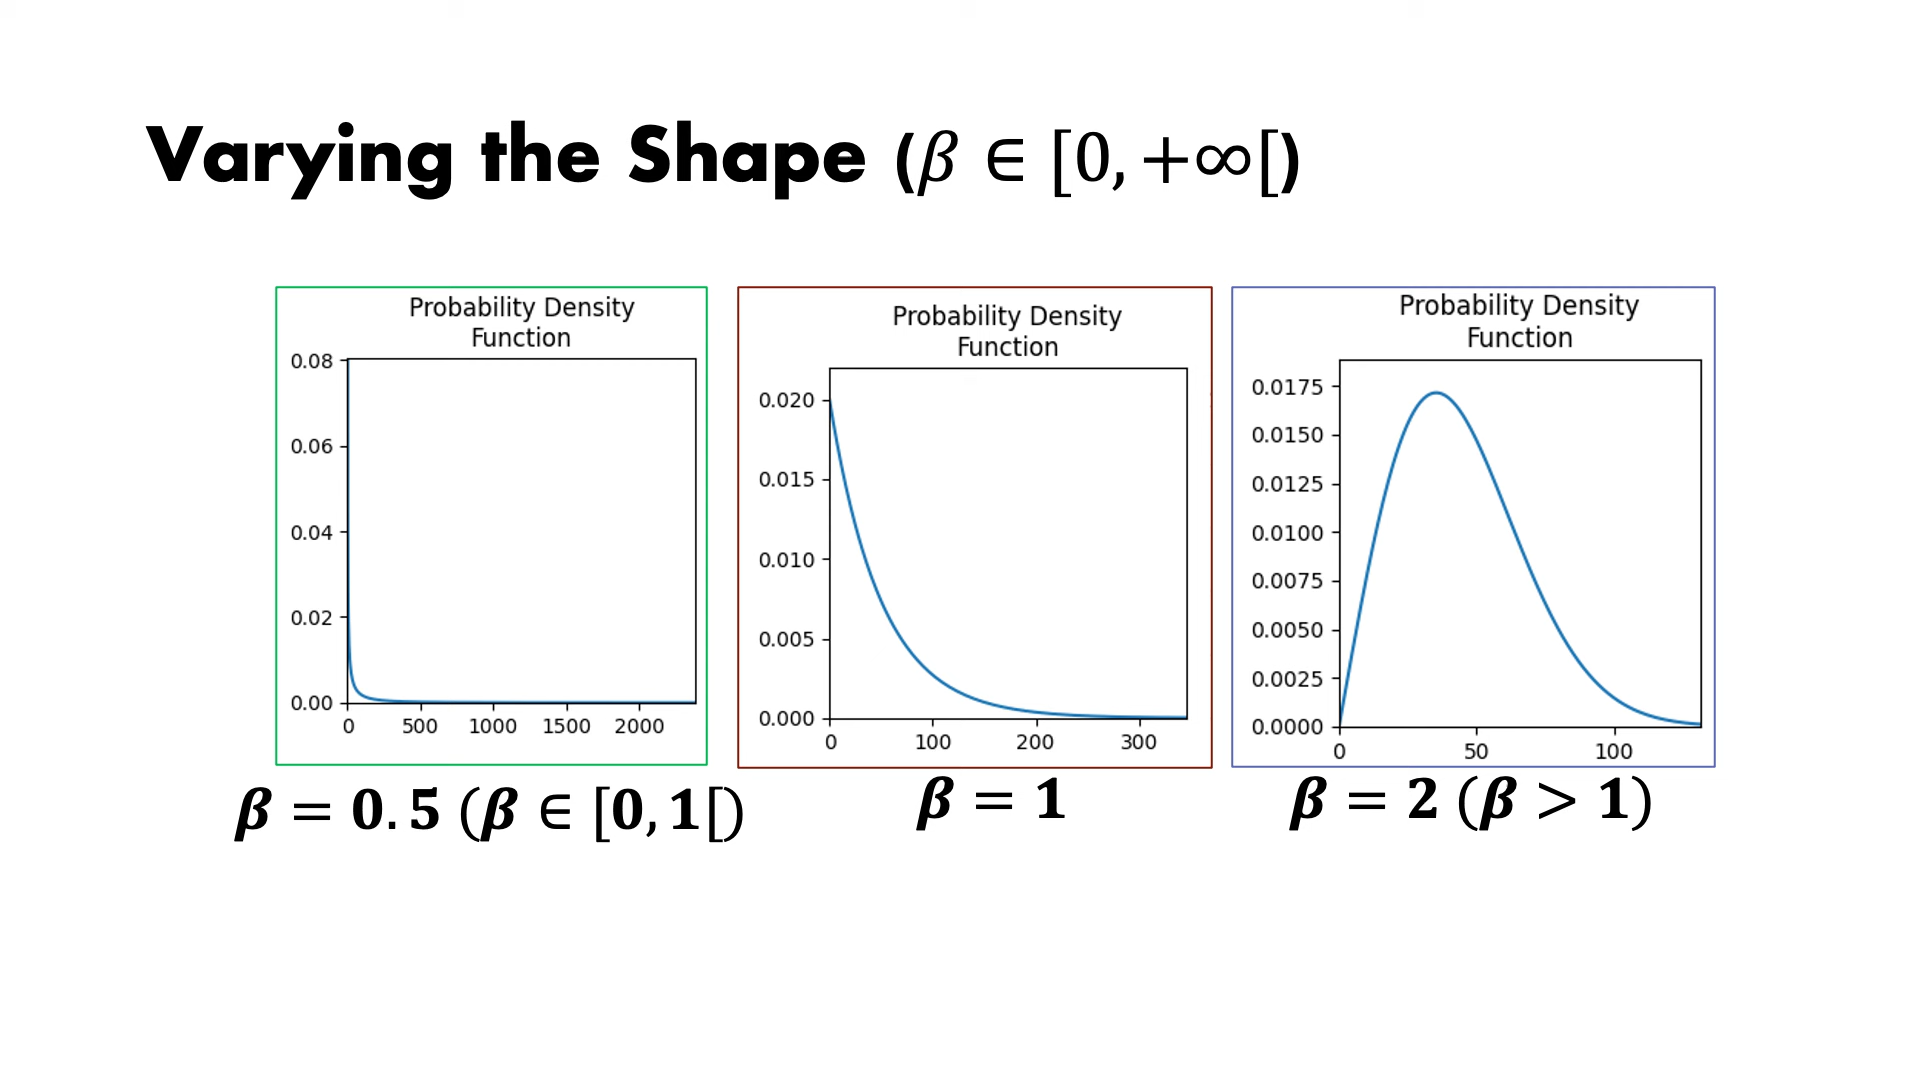 Varying the Shape (β ∈ [0, +∞[)
Probability Density
Function
0.08
0.06
0.04
0.02
0.00
0 500 1000 1500 2000
β = 0.5 (β ∈ [0, 1[)
Probability Density
Function
0.020
0.015
0.010
0.005
0.000
0 100 200 300
β = 1
Probability Density
Function
0.0175
0.0150
0.0125
0.0100
0.0075
0.0050
0.0025
0.0000
0 50 100
β = 2 (β > 1)